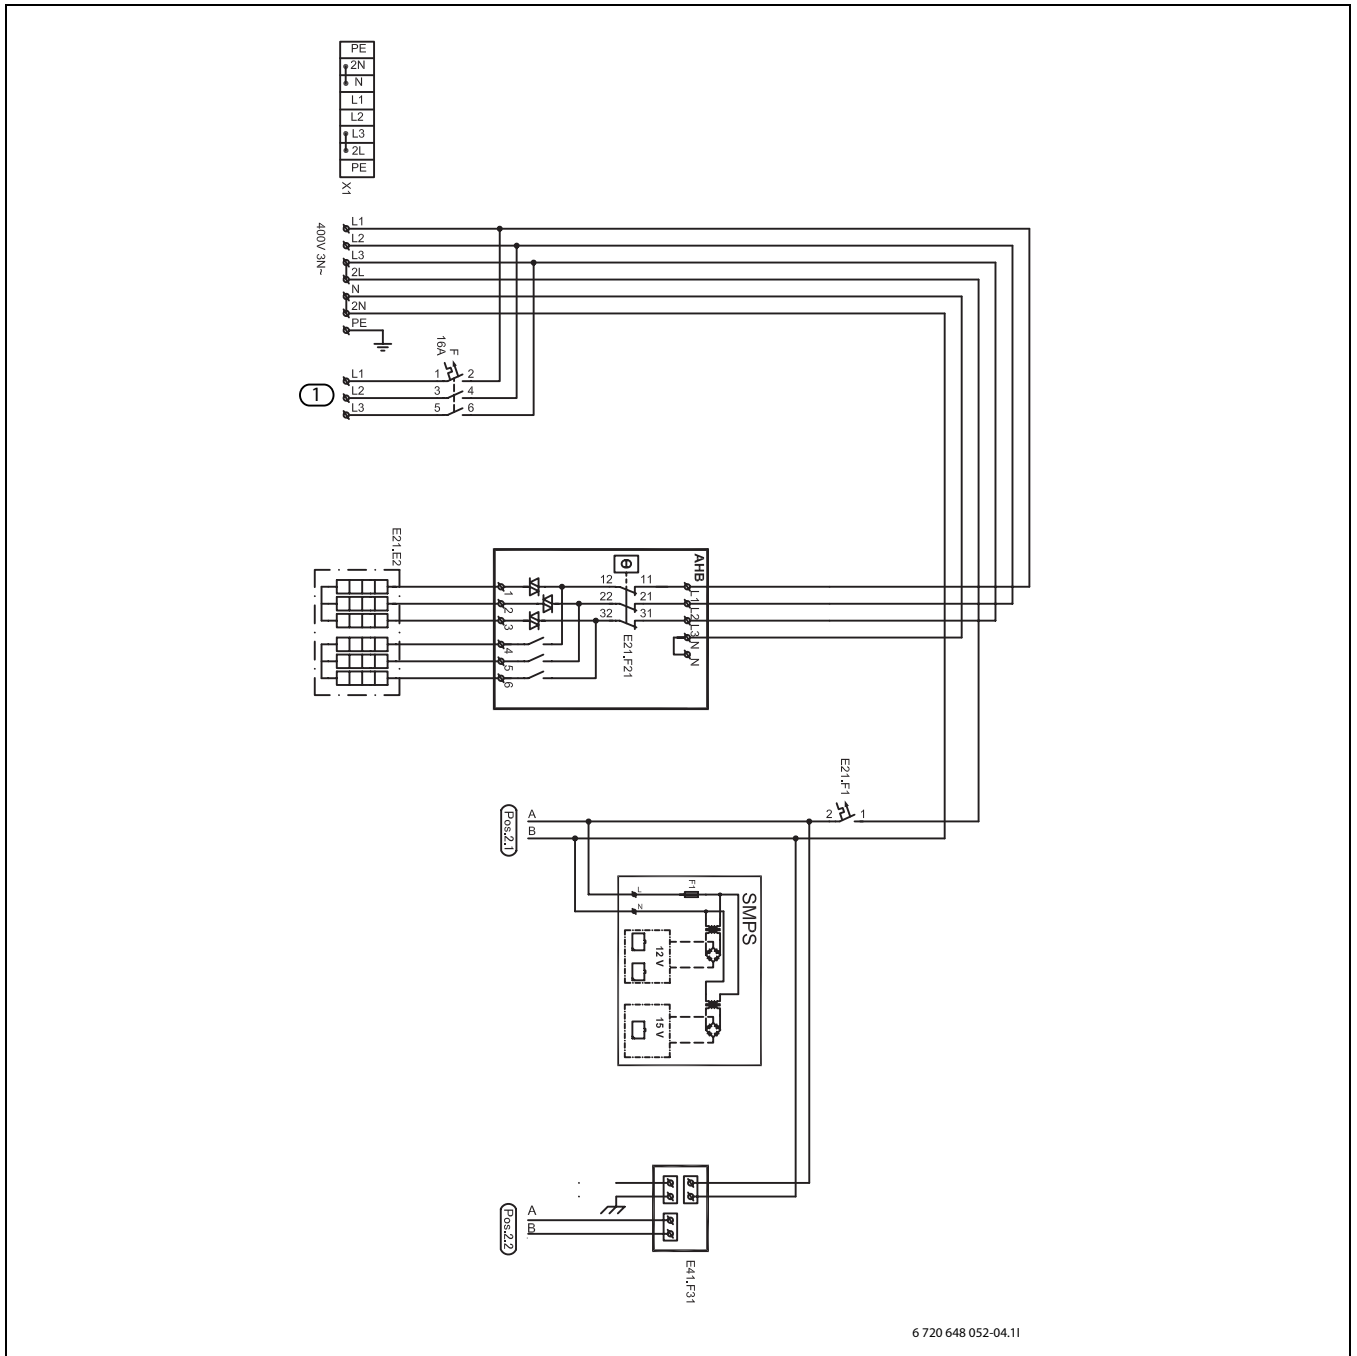 PE
2N
N
L1
L2
L3
2L
PE
X1
400V 3N~
L1
L2
L3
2L
N
2N
PE
F
16A
1
L1
L2
L3
1 2
3 4
5 6
E21.E2
AHB
12 11
22 21
32 31
1
2
3
4
5
6
L1
L2
L3
N
N
E21.F21
E21.F1
2 1
Pos.2.1
A
B
SMPS
F1
L
N
12 V
15 V
Pos.2.2
A
B
E41.F31
6 720 648 052-04.1I